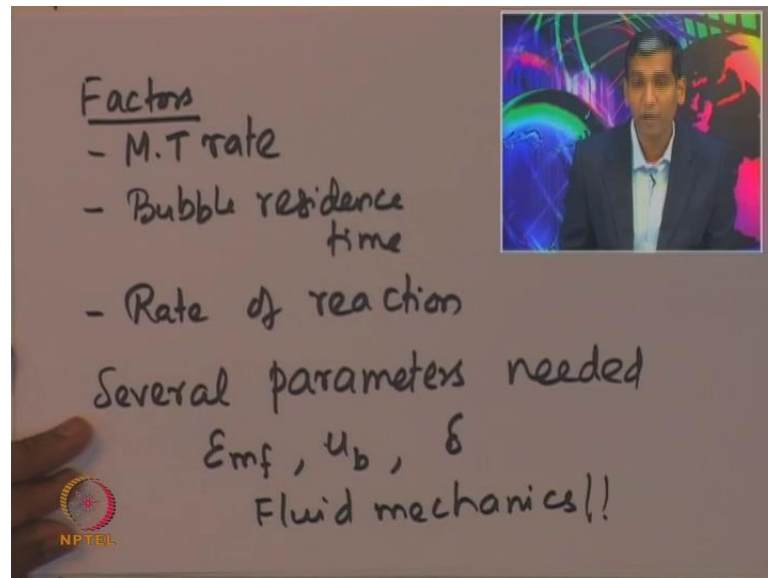 Factors
- M.T rate
- Bubble residence
time
- Rate of reaction
Several parameters needed
εmf, ub, δ
Fluid mechanics!!
NPTEL